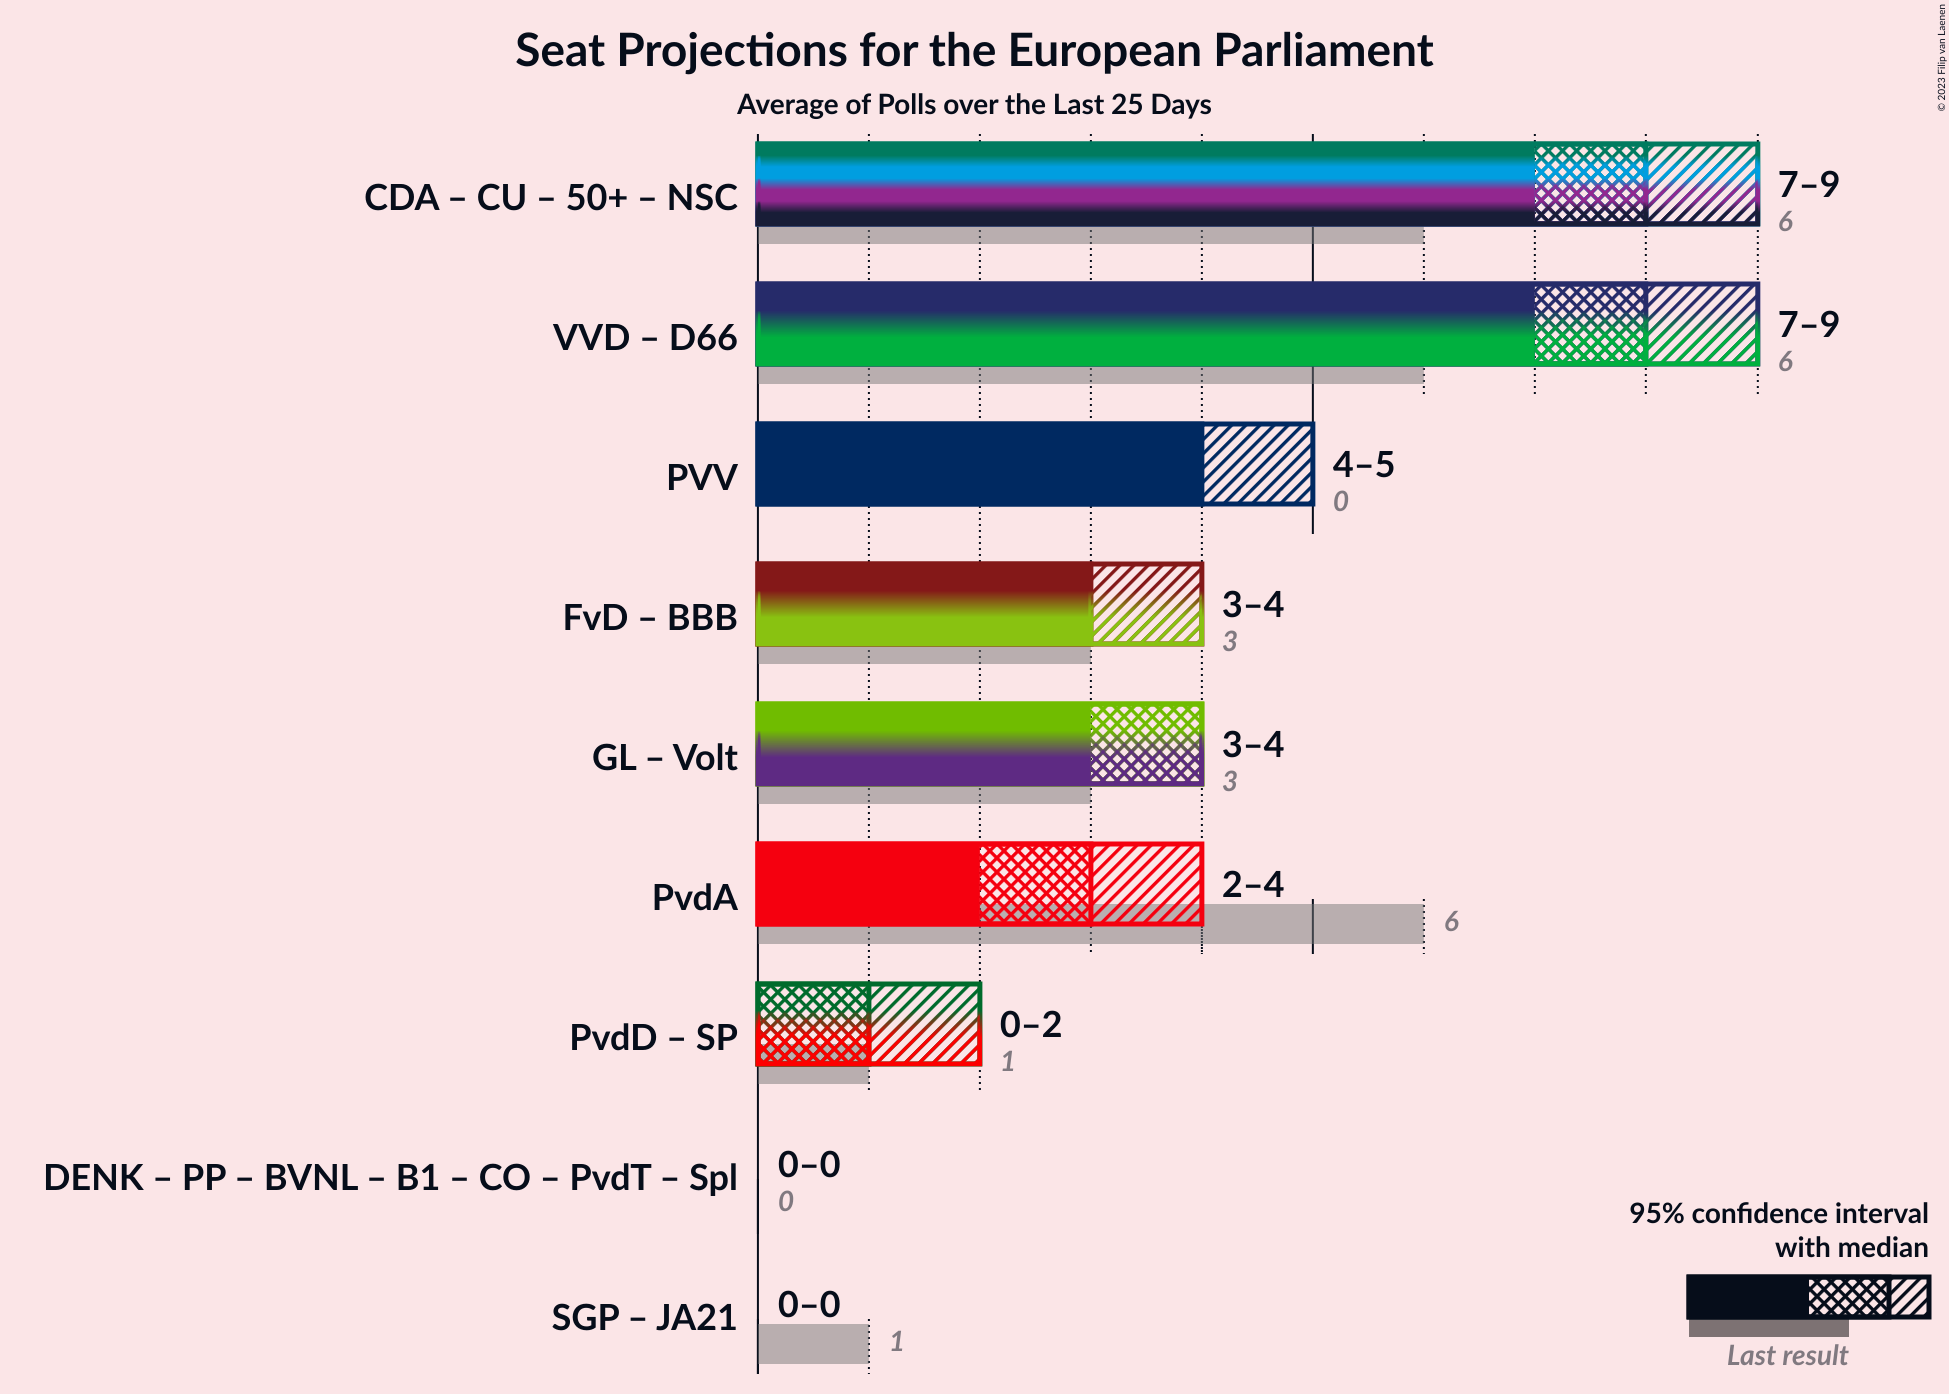 Seat Projections for the European Parliament
Average of Polls over the Last 25 Days
© 2023 Filip van Laenen
CDA – CU – 50+ – NSC
7–9
6
VVD – D66
7–9
6
PVV
4–5
0
FvD – BBB
3–4
3
GL – Volt
3–4
3
PvdA
2–4
6
PvdD – SP
0–2
1
DENK – PP – BVNL – B1 – CO – PvdT – Spl
0–0
0
SGP – JA21
0–0
1
95% confidence interval
with median
Last result